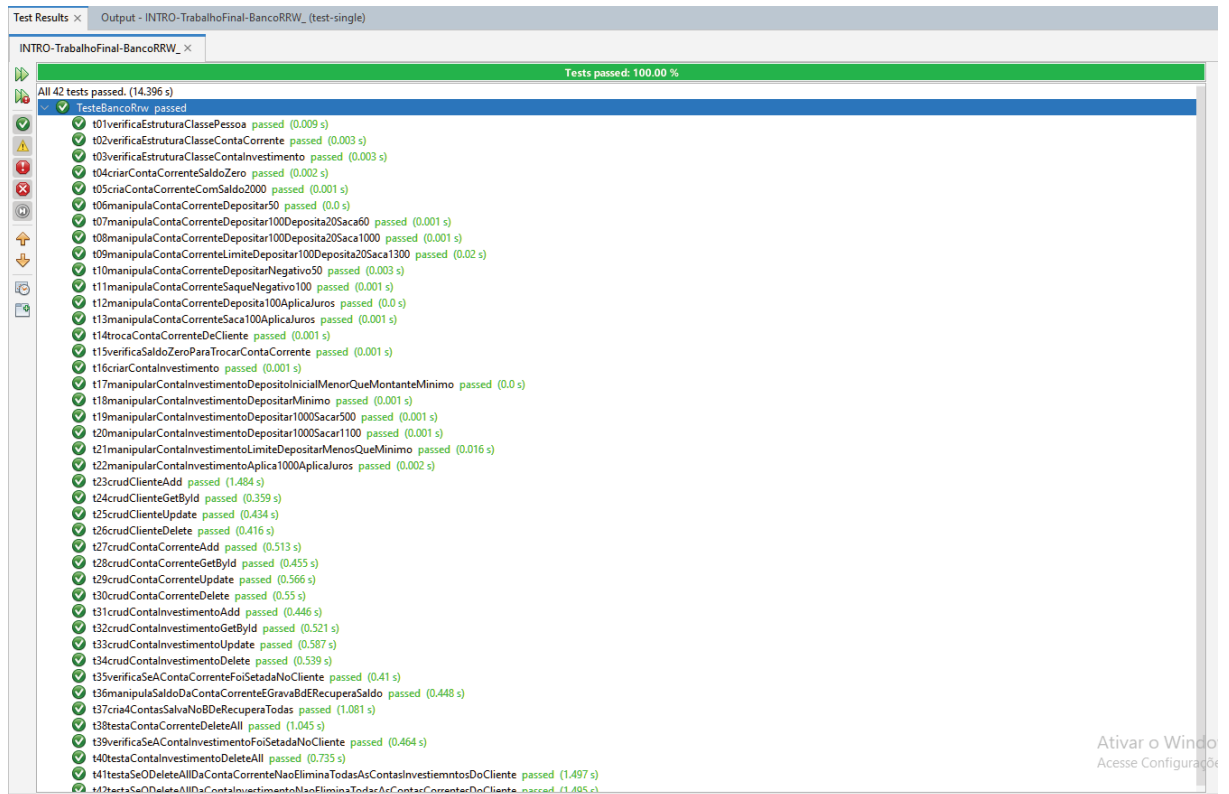 Test Results × Output - INTRO-TrabalhoFinal-BancoRRW_ (test-single)
INTRO-TrabalhoFinal-BancoRRW_ ×
Tests passed: 100.00 %
All 42 tests passed. (14.396 s)
TesteBancoRrw passed
t01verificaEstruturaClassePessoa passed (0.009 s)
t02verificaEstruturaClasseContaCorrente passed (0.003 s)
t03verificaEstruturaClasseContaInvestimento passed (0.003 s)
t04criarContaCorrenteSaldoZero passed (0.002 s)
t05criaContaCorrenteComSaldo2000 passed (0.001 s)
t06manipulaContaCorrenteDepositar50 passed (0.0 s)
t07manipulaContaCorrenteDepositar100Deposita20Saca60 passed (0.001 s)
t08manipulaContaCorrenteDepositar100Deposita20Saca1000 passed (0.001 s)
t09manipulaContaCorrenteLimiteDepositar100Deposita20Saca1300 passed (0.02 s)
t10manipulaContaCorrenteDepositarNegativo50 passed (0.003 s)
t11manipulaContaCorrenteSaqueNegativo100 passed (0.001 s)
t12manipulaContaCorrenteDeposita100AplicaJuros passed (0.0 s)
t13manipulaContaCorrenteSaca100AplicaJuros passed (0.001 s)
t14trocaContaCorrenteDeCliente passed (0.001 s)
t15verificaSaldoZeroParaTrocarContaCorrente passed (0.001 s)
t16criarContaInvestimento passed (0.001 s)
t17manipularContaInvestimentoDepositoInicialMenorQueMontanteMinimo passed (0.0 s)
t18manipularContaInvestimentoDepositarMinimo passed (0.001 s)
t19manipularContaInvestimentoDepositar1000Sacar500 passed (0.001 s)
t20manipularContaInvestimentoDepositar1000Sacar1100 passed (0.001 s)
t21manipularContaInvestimentoLimiteDepositarMenosQueMinimo passed (0.016 s)
t22manipularContaInvestimentoAplica1000AplicaJuros passed (0.002 s)
t23crudClienteAdd passed (1.484 s)
t24crudClienteGetById passed (0.359 s)
t25crudClienteUpdate passed (0.434 s)
t26crudClienteDelete passed (0.416 s)
t27crudContaCorrenteAdd passed (0.513 s)
t28crudContaCorrenteGetById passed (0.455 s)
t29crudContaCorrenteUpdate passed (0.566 s)
t30crudContaCorrenteDelete passed (0.55 s)
t31crudContaInvestimentoAdd passed (0.446 s)
t32crudContaInvestimentoGetById passed (0.521 s)
t33crudContaInvestimentoUpdate passed (0.587 s)
t34crudContaInvestimentoDelete passed (0.539 s)
t35verificaSeAContaCorrenteFoiSetadaNoCliente passed (0.41 s)
t36manipulaSaldoDaContaCorrenteEGravaBdERecuperaSaldo passed (0.448 s)
t37cria4ContasSalvaNoBDeRecuperaTodas passed (1.081 s)
t38testaContaCorrenteDeleteAll passed (1.045 s)
t39verificaSeAContaInvestimentoFoiSetadaNoCliente passed (0.464 s)
t40testaContaInvestimentoDeleteAll passed (0.735 s)
t41testaSeODeleteAllDaContaCorrenteNaoEliminaTodasAsContasInvestiemntosDoCliente passed (1.497 s)
t42testaSeODeleteAllDaContaInvestimentoNaoEliminaTodasAsContasCorrentesDoCliente passed (1.495 s)
Ativar o Windo
Acesse Configuraçõe